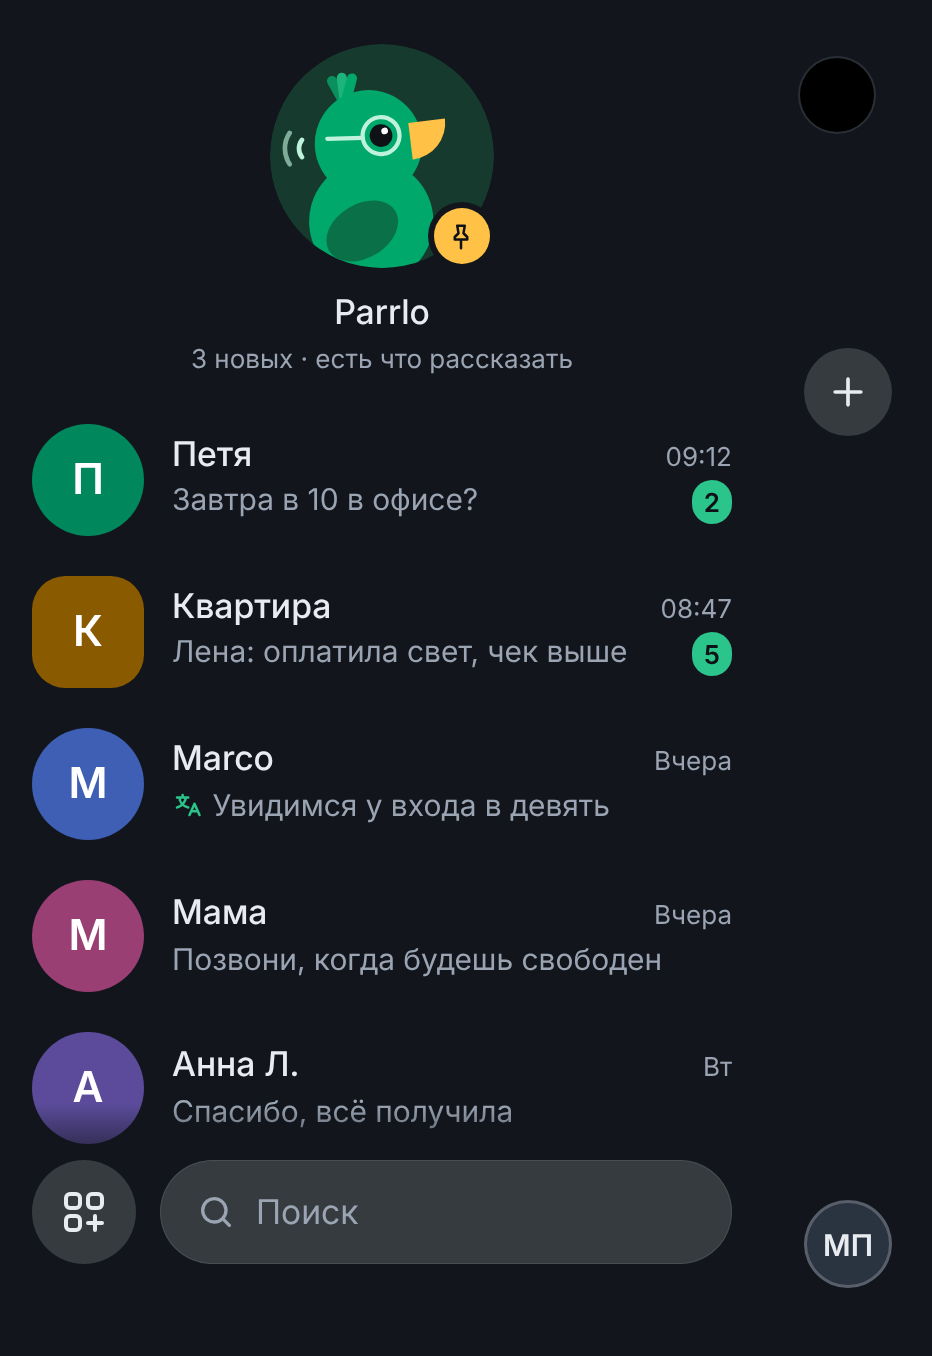 Parrlo
3 новых · есть что рассказать
П
Петя
09:12
Завтра в 10 в офисе?
2
К
Квартира
08:47
Лена: оплатила свет, чек выше
5
M
Marco
Вчера
Увидимся у входа в девять
М
Мама
Вчера
Позвони, когда будешь свободен
А
Анна Л.
Вт
Спасибо, всё получила
Поиск
МП